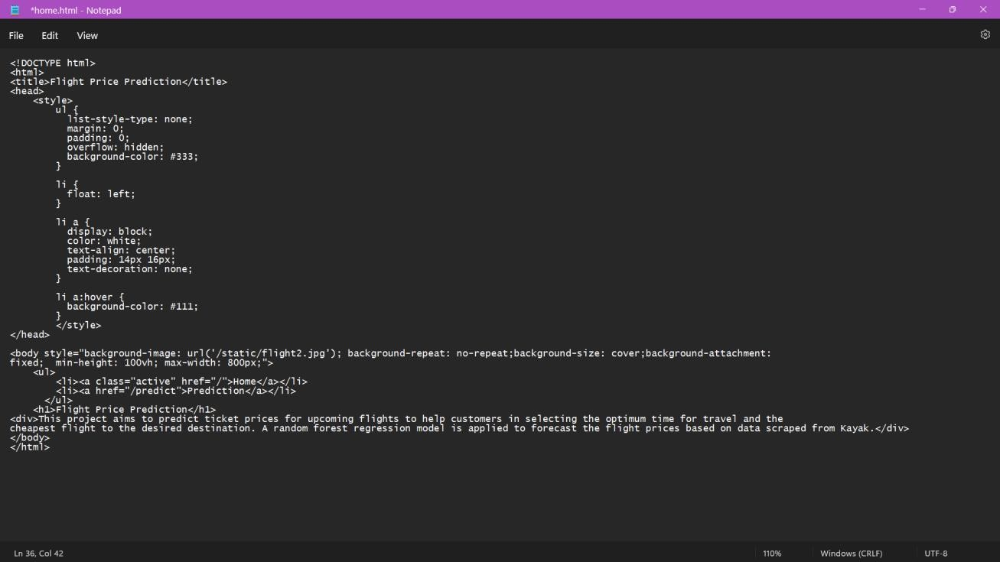 *home.html - Notepad
File Edit View
<!DOCTYPE html>
<html>
<title>Flight Price Prediction</title>
<head>
    <style>
        ul {
          list-style-type: none;
          margin: 0;
          padding: 0;
          overflow: hidden;
          background-color: #333;
        }

        li {
          float: left;
        }

        li a {
          display: block;
          color: white;
          text-align: center;
          padding: 14px 16px;
          text-decoration: none;
        }

        li a:hover {
          background-color: #111;
        }
        </style>
</head>

<body style="background-image: url('/static/flight2.jpg'); background-repeat: no-repeat;background-size: cover;background-attachment:
fixed;  min-height: 100vh; max-width: 800px;">
    <ul>
        <li><a class="active" href="/">Home</a></li>
        <li><a href="/predict">Prediction</a></li>
      </ul>
    <h1>Flight Price Prediction</h1>
<div>This project aims to predict ticket prices for upcoming flights to help customers in selecting the optimum time for travel and the
cheapest flight to the desired destination. A random forest regression model is applied to forecast the flight prices based on data scraped from Kayak.</div>
</body>
</html>
Ln 36, Col 42 110% Windows (CRLF) UTF-8